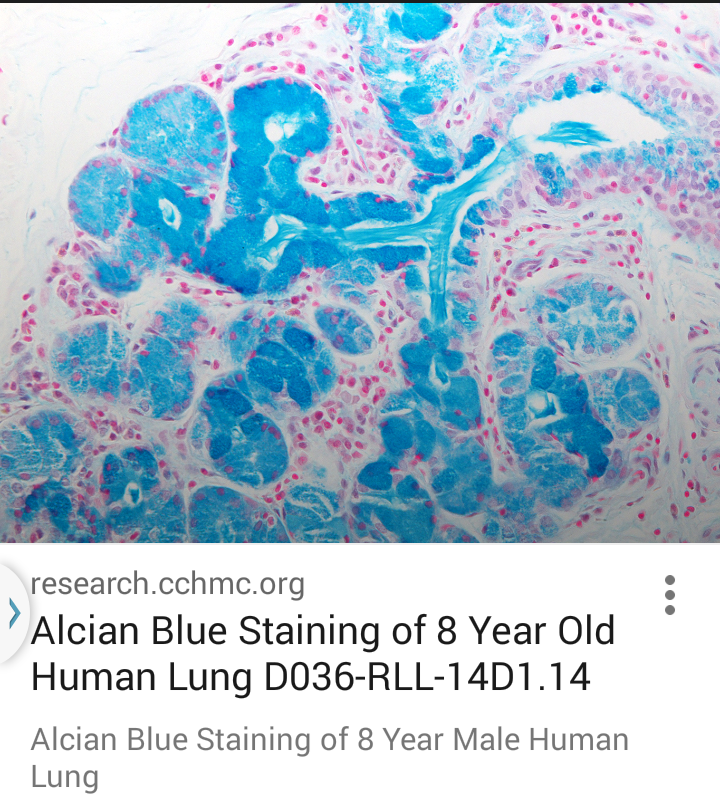 research.cchmc.org
Alcian Blue Staining of 8 Year Old
Human Lung D036-RLL-14D1.14
Alcian Blue Staining of 8 Year Male Human
Lung